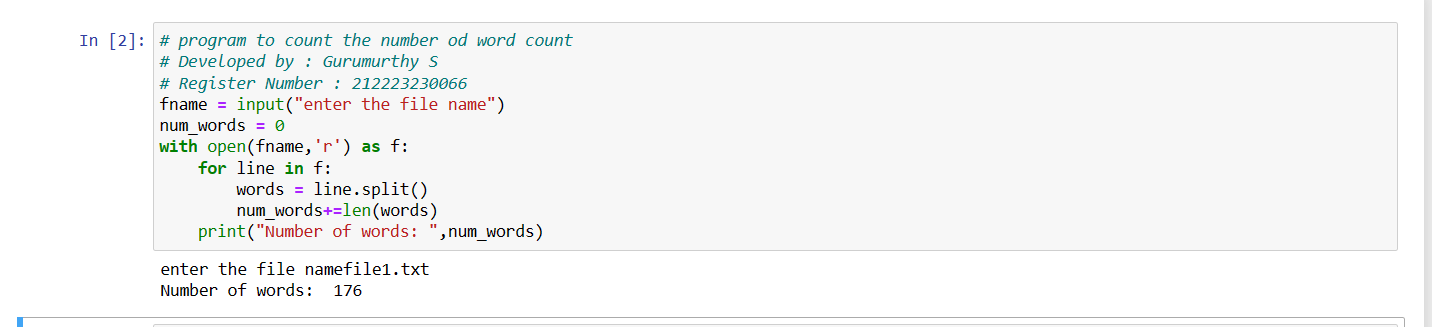 In [2]: # program to count the number od word count
# Developed by : Gurumurthy S
# Register Number : 212223230066
fname = input("enter the file name")
num_words = 0
with open(fname,'r') as f:
    for line in f:
        words = line.split()
        num_words+=len(words)
    print("Number of words: ",num_words)
enter the file namefile1.txt
Number of words:  176